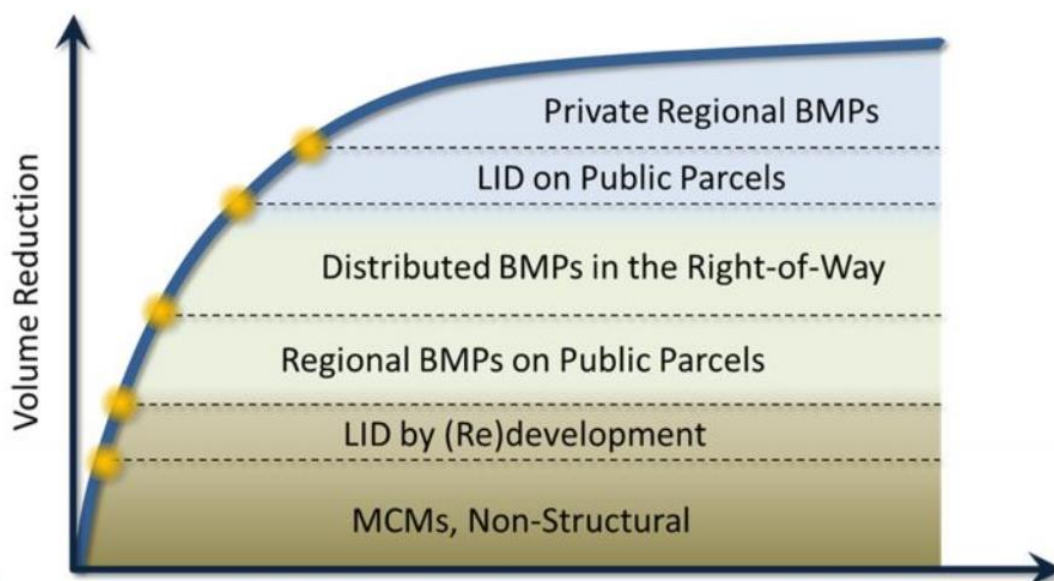 Volume Reduction
Private Regional BMPs
LID on Public Parcels
Distributed BMPs in the Right-of-Way
Regional BMPs on Public Parcels
LID by (Re)development
MCMs, Non-Structural